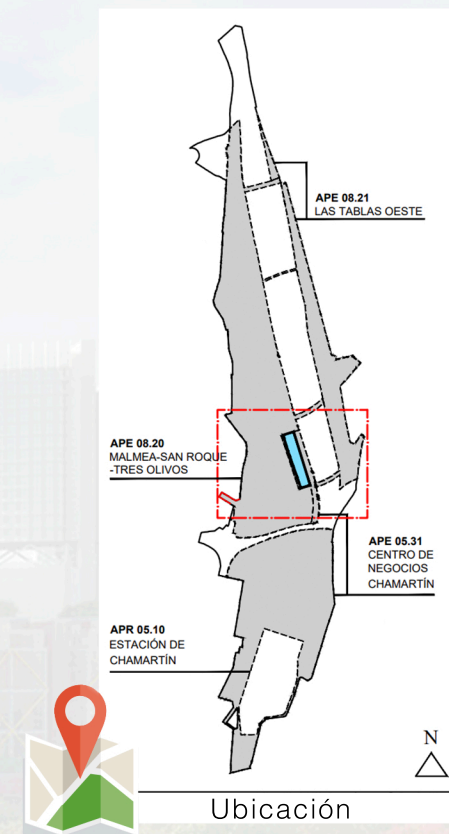 APE 08.21
LAS TABLAS OESTE
APE 08.20
MALMEA-SAN ROQUE
-TRES OLIVOS
APE 05.31
CENTRO DE
NEGOCIOS
CHAMARTÍN
APR 05.10
ESTACIÓN DE
CHAMARTÍN
N
Ubicación